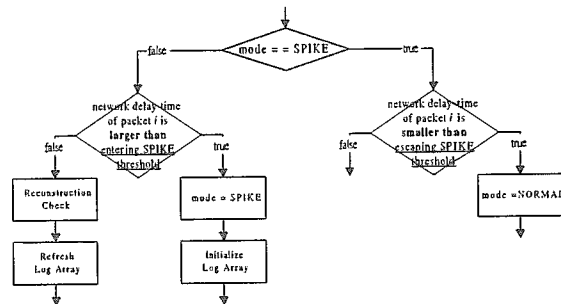 mode = = SPIKE
false
true
network delay-time
of packet i is
larger than
entering SPIKE
threshold
network delay-time
of packet i is
smaller than
escaping SPIKE
threshold
false
true
false
true
Reconstruction
Check
mode = SPIKE
mode =NORMAL
Refresh
Log Array
Initialize
Log Array